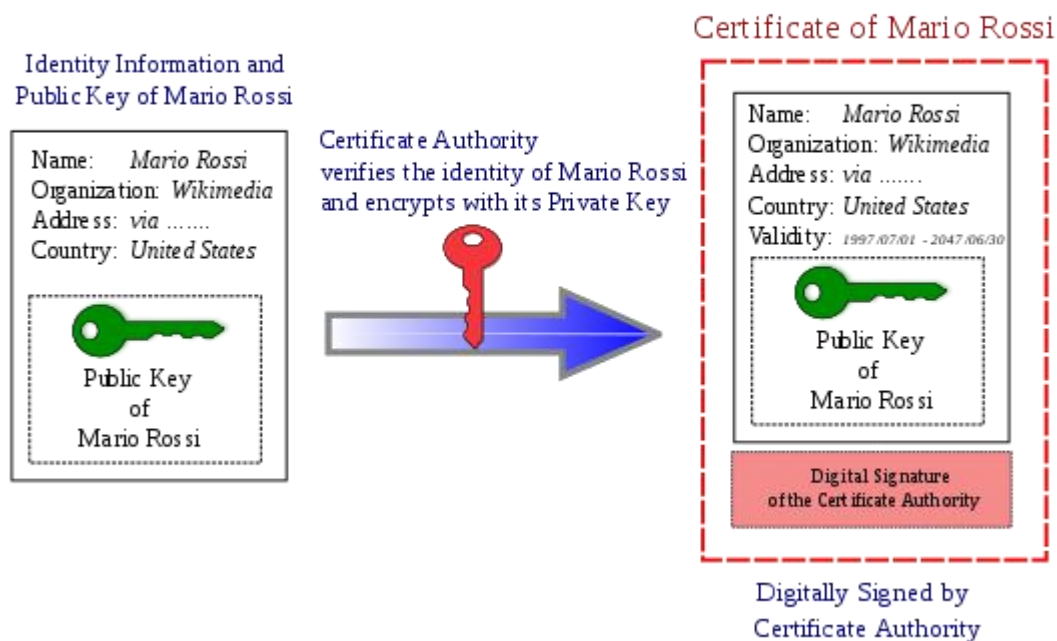 Identity Information and
Public Key of Mario Rossi
Name: Mario Rossi
Organization: Wikimedia
Address: via .......
Country: United States
Public Key
of
Mario Rossi
Certificate Authority
verifies the identity of Mario Rossi
and encrypts with its Private Key
Certificate of Mario Rossi
Name: Mario Rossi
Organization: Wikimedia
Address: via .......
Country: United States
Validity: 1997/07/01 - 2047/06/30
Public Key
of
Mario Rossi
Digital Signature
of the Certificate Authority
Digitally Signed by
Certificate Authority